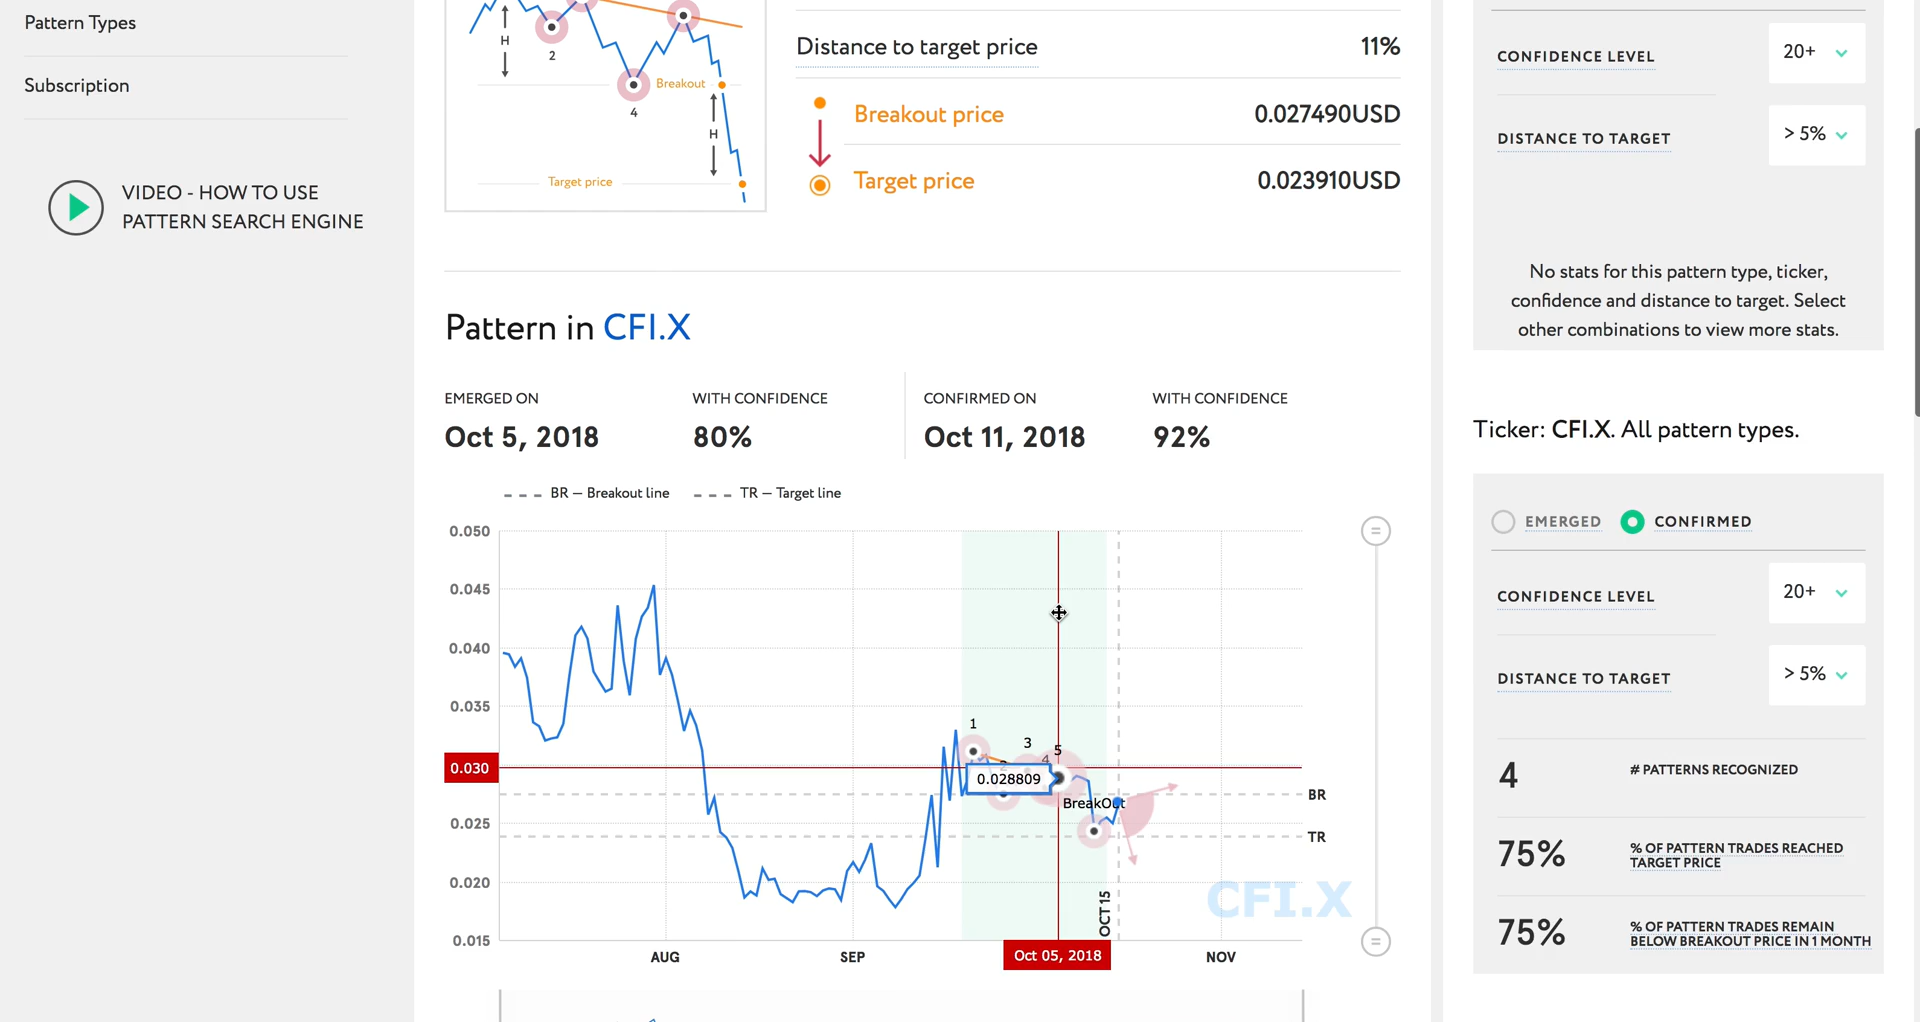 Pattern Types
Subscription
VIDEO - HOW TO USE
PATTERN SEARCH ENGINE
H
2
4
Breakout
H
Target price
Distance to target price
11%
Breakout price
0.027490USD
Target price
0.023910USD
Pattern in CFI.X
EMERGED ON
Oct 5, 2018
WITH CONFIDENCE
80%
CONFIRMED ON
Oct 11, 2018
WITH CONFIDENCE
92%
BR – Breakout line
TR – Target line
0.050
0.045
0.040
0.035
0.030
0.025
0.020
0.015
1
3
4
5
0.028809
BreakOut
BR
TR
OCT 15
CFI.X
AUG
SEP
Oct 05, 2018
NOV
CONFIDENCE LEVEL
20+
DISTANCE TO TARGET
> 5%
No stats for this pattern type, ticker,
confidence and distance to target. Select
other combinations to view more stats.
Ticker: CFI.X. All pattern types.
EMERGED
CONFIRMED
CONFIDENCE LEVEL
20+
DISTANCE TO TARGET
> 5%
4
# PATTERNS RECOGNIZED
75%
% OF PATTERN TRADES REACHED
TARGET PRICE
75%
% OF PATTERN TRADES REMAIN
BELOW BREAKOUT PRICE IN 1 MONTH